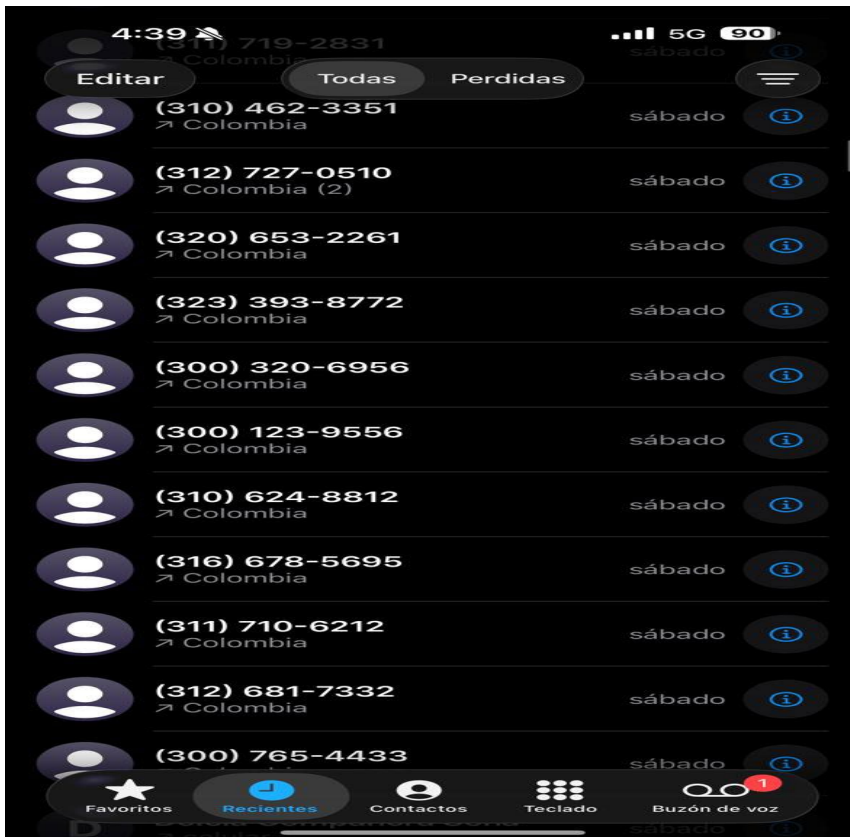 4:39
5G 90
(311) 719-2831
Colombia
sábado
Editar
Todas
Perdidas
(310) 462-3351
Colombia
sábado
(312) 727-0510
Colombia (2)
sábado
(320) 653-2261
Colombia
sábado
(323) 393-8772
Colombia
sábado
(300) 320-6956
Colombia
sábado
(300) 123-9556
Colombia
sábado
(310) 624-8812
Colombia
sábado
(316) 678-5695
Colombia
sábado
(311) 710-6212
Colombia
sábado
(312) 681-7332
Colombia
sábado
(300) 765-4433
sábado
1
Favoritos
Recientes
Contactos
Teclado
Buzón de voz
D
sábado